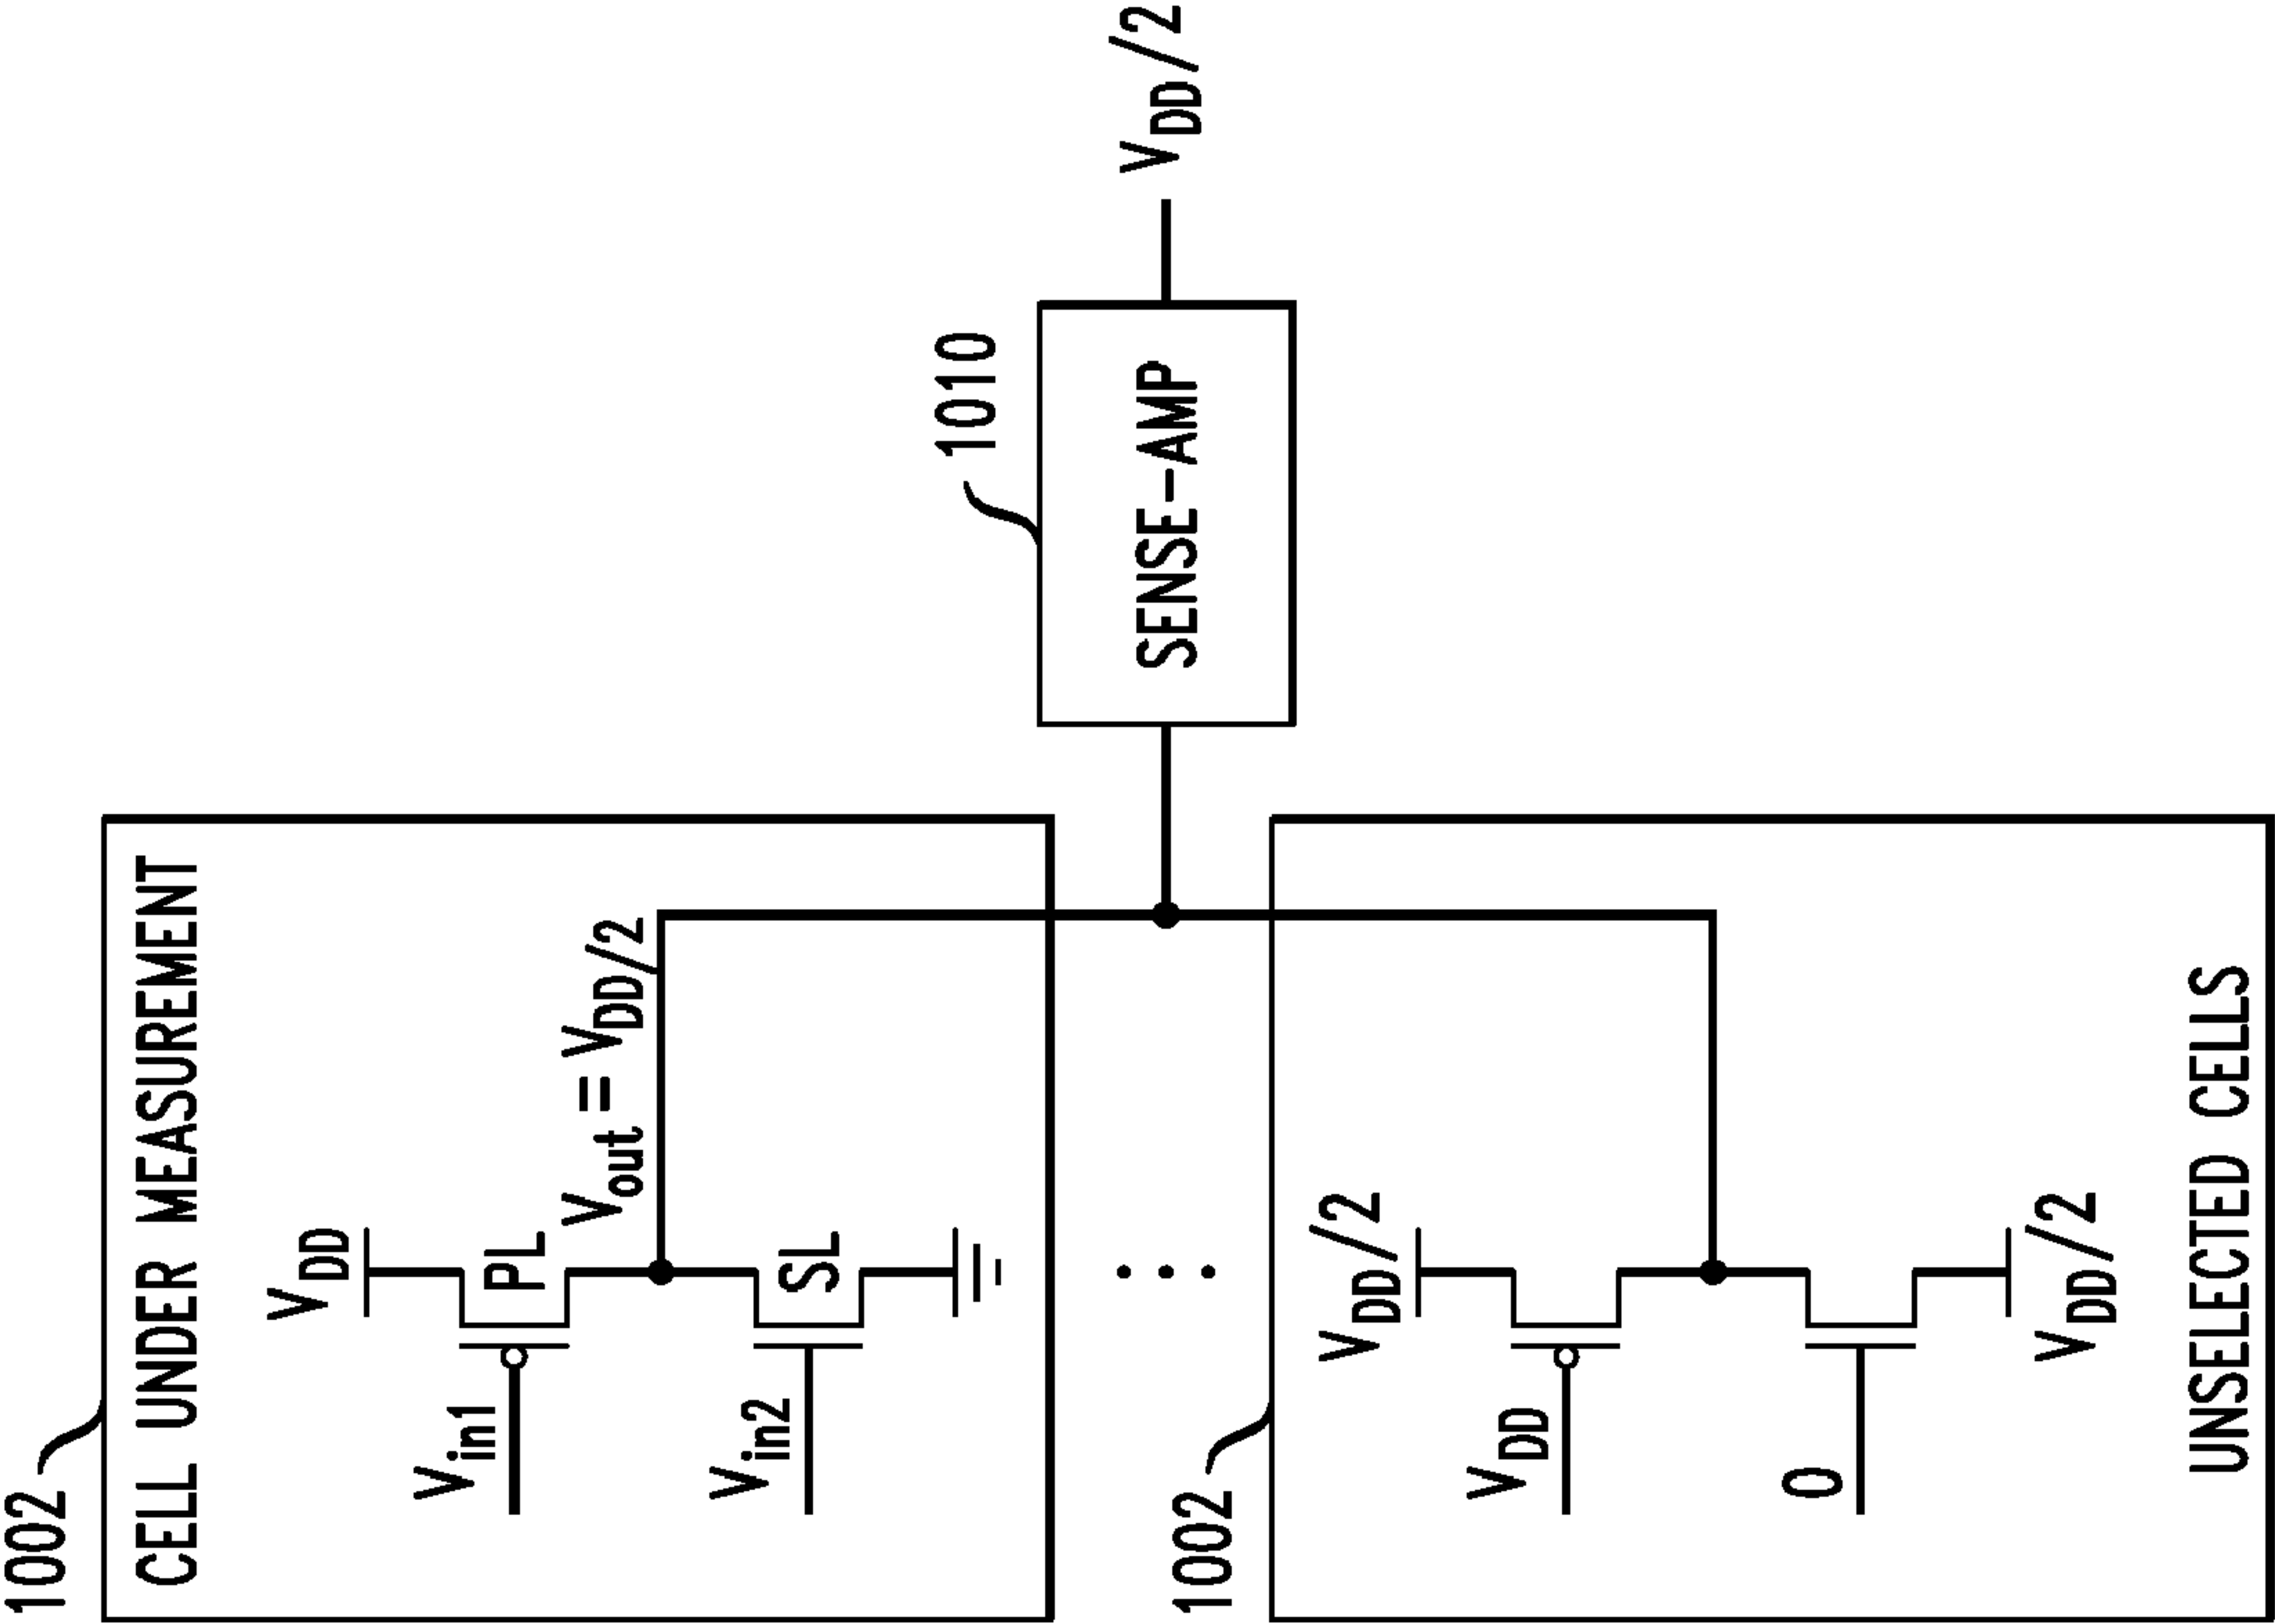 1002
CELL UNDER MEASUREMENT
VDD
Vin1
PL
Vout = VDD/2
Vin2
SL
1010
SENSE-AMP
VDD/2
1002
VDD/2
VDD
0
VDD/2
UNSELECTED CELLS